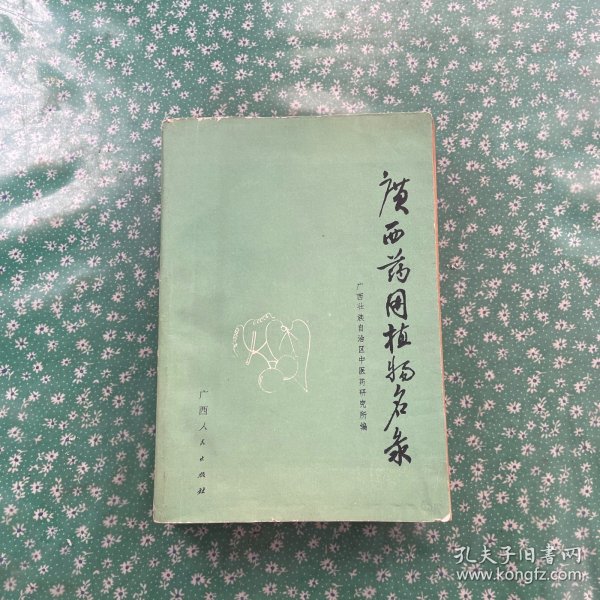 廣西药用植物名录
广西壮族自治区中医药研究所编
广西人民出版社
孔夫子旧书网
www.kongfz.com